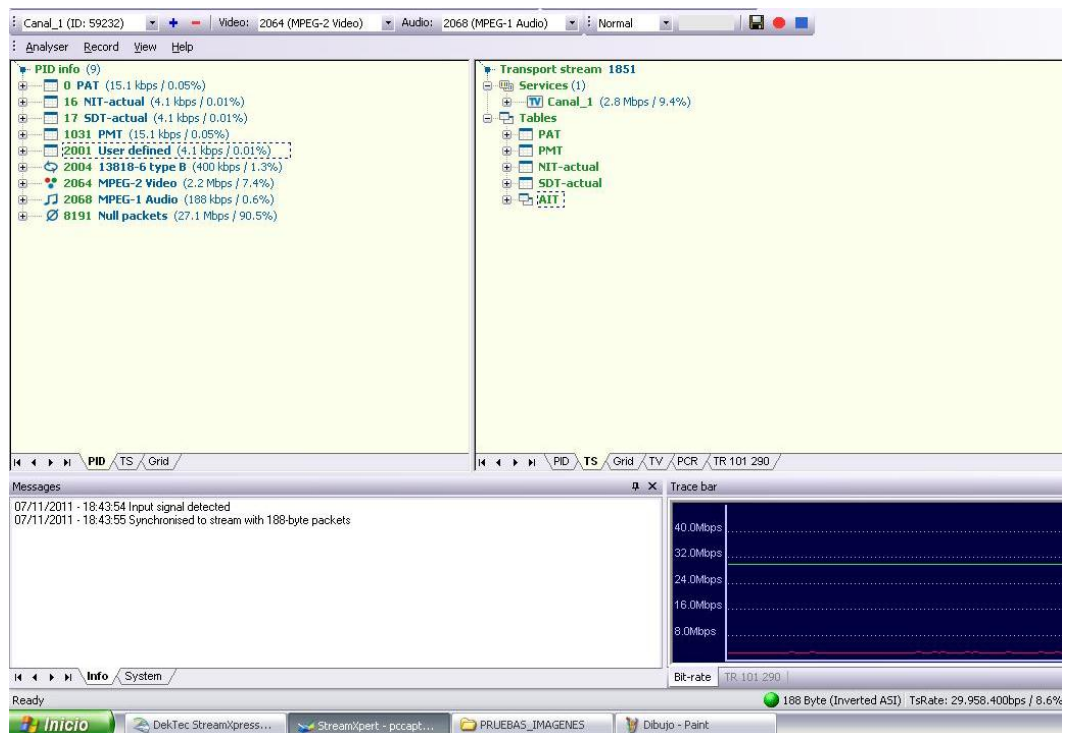 Canal_1 (ID: 59232) Video: 2064 (MPEG-2 Video) Audio: 2068 (MPEG-1 Audio) Normal
Analyser Record View Help
PID info (9)
0 PAT (15.1 kbps / 0.05%)
16 NIT-actual (4.1 kbps / 0.01%)
17 SDT-actual (4.1 kbps / 0.01%)
1031 PMT (15.1 kbps / 0.05%)
2001 User defined (4.1 kbps / 0.01%)
2004 13818-6 type B (400 kbps / 1.3%)
2064 MPEG-2 Video (2.2 Mbps / 7.4%)
2068 MPEG-1 Audio (188 kbps / 0.6%)
8191 Null packets (27.1 Mbps / 90.5%)
PID TS Grid
Transport stream 1851
Services (1)
TV Canal_1 (2.8 Mbps / 9.4%)
Tables
PAT
PMT
NIT-actual
SDT-actual
AIT
PID TS Grid TV PCR TR 101 290
Messages
07/11/2011 - 18:43:54 Input signal detected
07/11/2011 - 18:43:55 Synchronised to stream with 188-byte packets
Info System
Trace bar
40.0Mbps
32.0Mbps
24.0Mbps
16.0Mbps
8.0Mbps
Bit-rate TR 101 290
Ready 188 Byte (Inverted ASI) TsRate: 29.958.400bps / 8.6%
Inicio DekTec StreamXpress... StreamXpert - pccapt... PRUEBAS_IMAGENES Dibujo - Paint